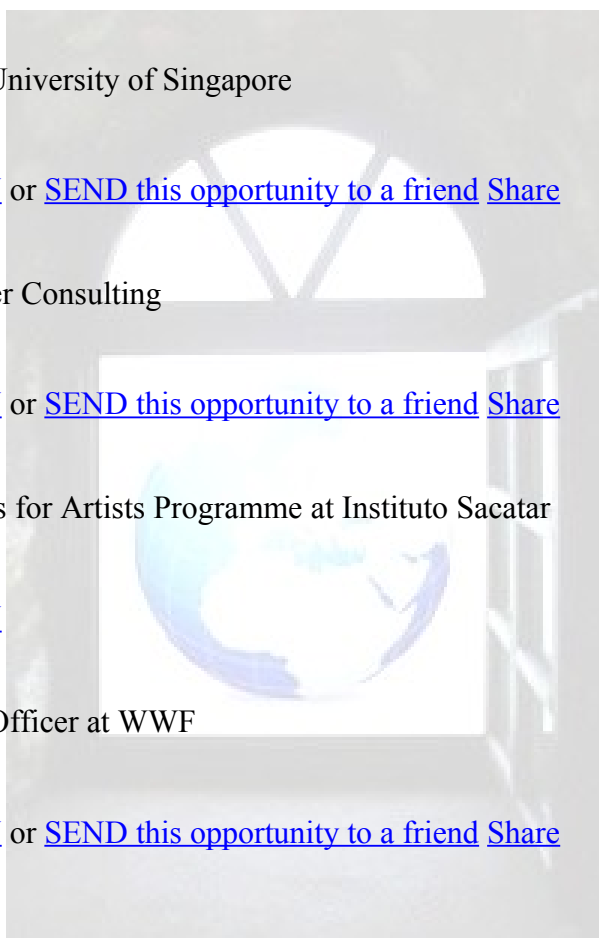 University of Singapore
or SEND this opportunity to a friend Share
Consulting
or SEND this opportunity to a friend Share
for Artists Programme at Instituto Sacatar
Officer at WWF
or SEND this opportunity to a friend Share